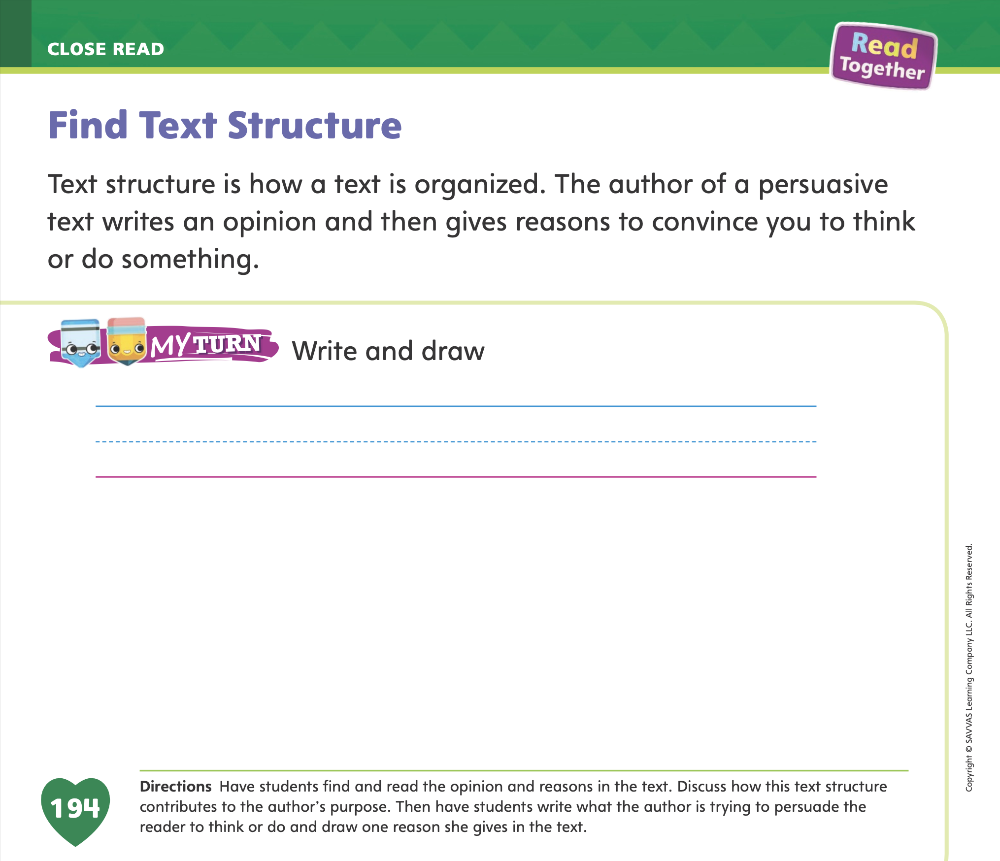 CLOSE READ
Read
Together
Find Text Structure
Text structure is how a text is organized. The author of a persuasive
text writes an opinion and then gives reasons to convince you to think
or do something.
MY TURN Write and draw
Directions Have students find and read the opinion and reasons in the text. Discuss how this text structure
contributes to the author’s purpose. Then have students write what the author is trying to persuade the
reader to think or do and draw one reason she gives in the text.
194
Copyright © SAVVAS Learning Company LLC. All Rights Reserved.